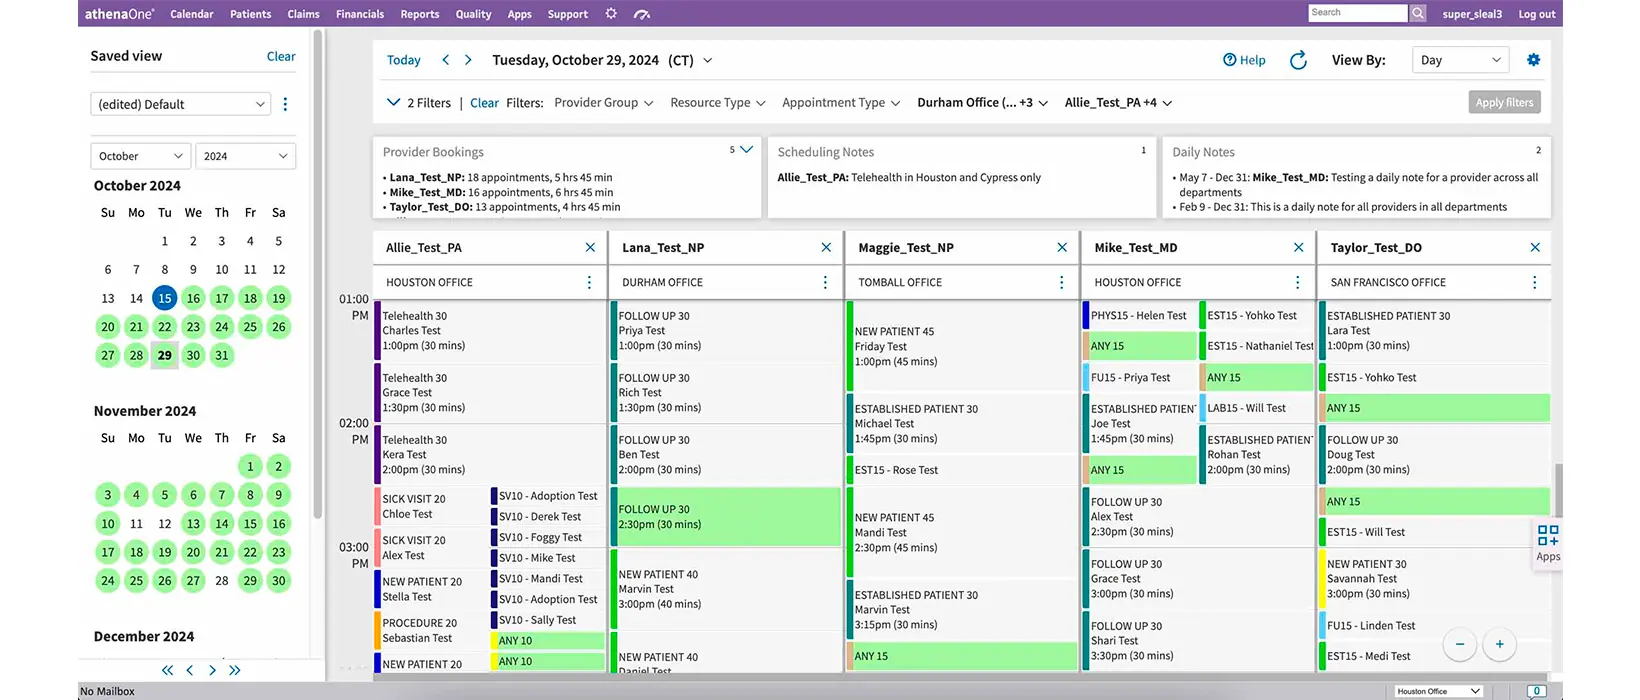 athenaOne Calendar Patients Claims Financials Reports Quality Apps Support Search super_sleal3 Log out
Saved view Clear
(edited) Default
October 2024
October 2024
Su Mo Tu We Th Fr Sa
1 2 3 4 5
6 7 8 9 10 11 12
13 14 15 16 17 18 19
20 21 22 23 24 25 26
27 28 29 30 31
November 2024
Su Mo Tu We Th Fr Sa
1 2
3 4 5 6 7 8 9
10 11 12 13 14 15 16
17 18 19 20 21 22 23
24 25 26 27 28 29 30
December 2024
Today Tuesday, October 29, 2024 (CT) Help View By: Day
2 Filters | Clear Filters: Provider Group Resource Type Appointment Type Durham Office (... +3 Allie_Test_PA +4 Apply filters
Provider Bookings 5
• Lana_Test_NP: 18 appointments, 5 hrs 45 min
• Mike_Test_MD: 16 appointments, 6 hrs 45 min
• Taylor_Test_DO: 13 appointments, 4 hrs 45 min
Scheduling Notes 1
Allie_Test_PA: Telehealth in Houston and Cypress only
Daily Notes 2
• May 7 - Dec 31: Mike_Test_MD: Testing a daily note for a provider across all
departments
• Feb 9 - Dec 31: This is a daily note for all providers in all departments
01:00
PM
02:00
PM
03:00
PM
Allie_Test_PA
HOUSTON OFFICE
Telehealth 30
Charles Test
1:00pm (30 mins)
Telehealth 30
Grace Test
1:30pm (30 mins)
Telehealth 30
Kera Test
2:00pm (30 mins)
SICK VISIT 20
Chloe Test
SICK VISIT 20
Alex Test
NEW PATIENT 20
Stella Test
PROCEDURE 20
Sebastian Test
NEW PATIENT 20
SV10 - Adoption Test
SV10 - Derek Test
SV10 - Foggy Test
SV10 - Mike Test
SV10 - Mandi Test
SV10 - Adoption Test
SV10 - Sally Test
ANY 10
ANY 10
Lana_Test_NP
DURHAM OFFICE
FOLLOW UP 30
Priya Test
1:00pm (30 mins)
FOLLOW UP 30
Rich Test
1:30pm (30 mins)
FOLLOW UP 30
Ben Test
2:00pm (30 mins)
FOLLOW UP 30
2:30pm (30 mins)
NEW PATIENT 40
Marvin Test
3:00pm (40 mins)
NEW PATIENT 40
Daniel Test
Maggie_Test_NP
TOMBALL OFFICE
NEW PATIENT 45
Friday Test
1:00pm (45 mins)
ESTABLISHED PATIENT 30
Michael Test
1:45pm (30 mins)
EST15 - Rose Test
NEW PATIENT 45
Mandi Test
2:30pm (45 mins)
ESTABLISHED PATIENT 30
Marvin Test
3:15pm (30 mins)
ANY 15
Mike_Test_MD
HOUSTON OFFICE
PHYS15 - Helen Test
ANY 15
FU15 - Priya Test
ESTABLISHED PATIEN
Joe Test
1:45pm (30 mins)
ANY 15
FOLLOW UP 30
Alex Test
2:30pm (30 mins)
FOLLOW UP 30
Grace Test
3:00pm (30 mins)
FOLLOW UP 30
Shari Test
3:30pm (30 mins)
EST15 - Yohko Test
EST15 - Nathaniel Test
ANY 15
LAB15 - Will Test
ESTABLISHED PATIEN
Rohan Test
2:00pm (30 mins)
Taylor_Test_DO
SAN FRANCISCO OFFICE
ESTABLISHED PATIENT 30
Lara Test
1:00pm (30 mins)
EST15 - Yohko Test
ANY 15
FOLLOW UP 30
Doug Test
2:00pm (30 mins)
ANY 15
EST15 - Will Test
NEW PATIENT 30
Savannah Test
3:00pm (30 mins)
FU15 - Linden Test
EST15 - Medi Test
Apps
No Mailbox Houston Office 0